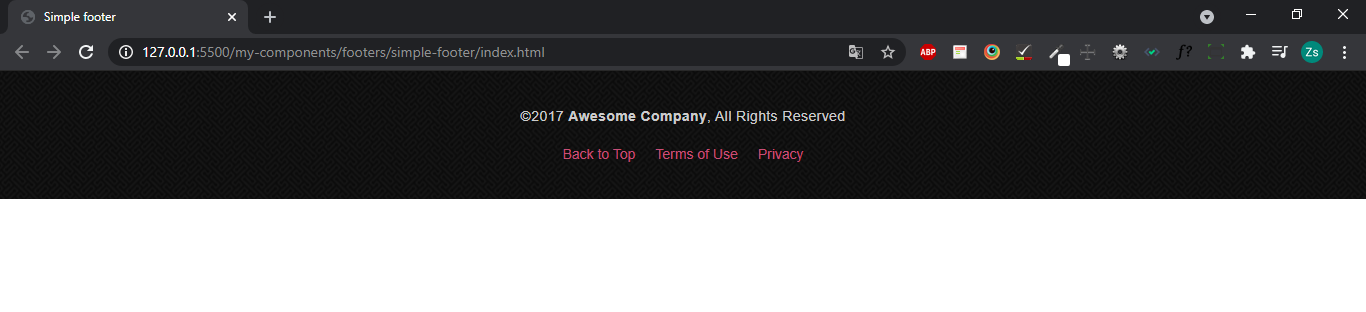 Simple footer
127.0.0.1:5500/my-components/footers/simple-footer/index.html
ABP
f?
Zs
©2017 Awesome Company, All Rights Reserved
Back to Top Terms of Use Privacy